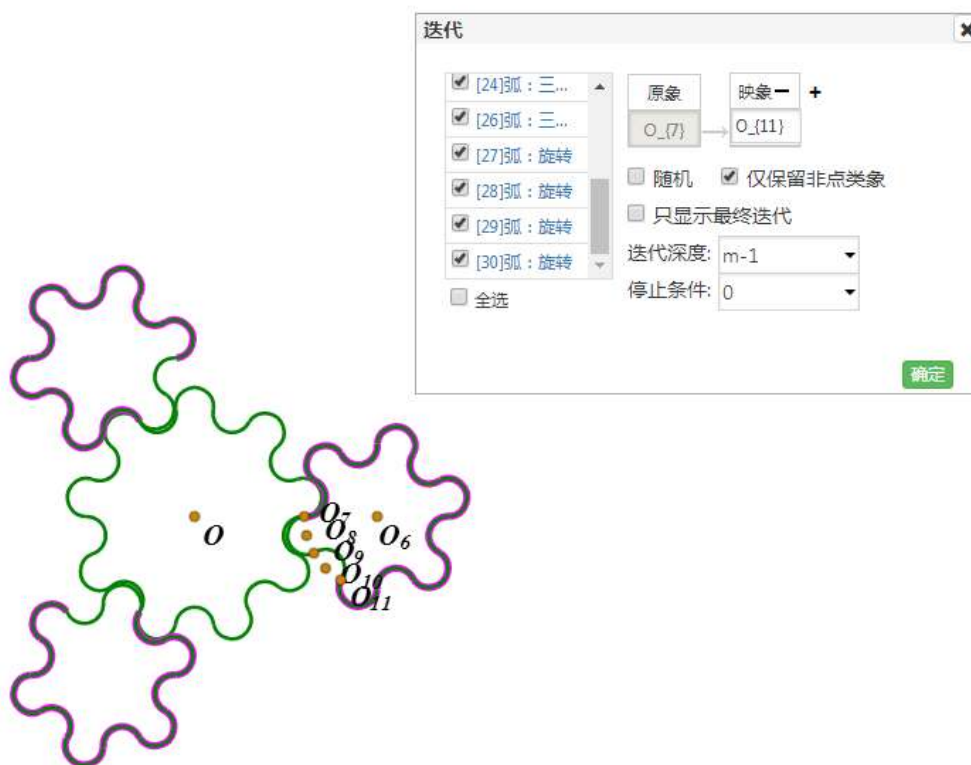 迭代
[24]弧：三...
[26]弧：三...
[27]弧：旋转
[28]弧：旋转
[29]弧：旋转
[30]弧：旋转
全选
原象
映象 +
O_{7}
O_{11}
随机
仅保留非点类象
只显示最终迭代
迭代深度: m-1
停止条件: 0
确定
O
O7
O8
O9
O10
O11
O6